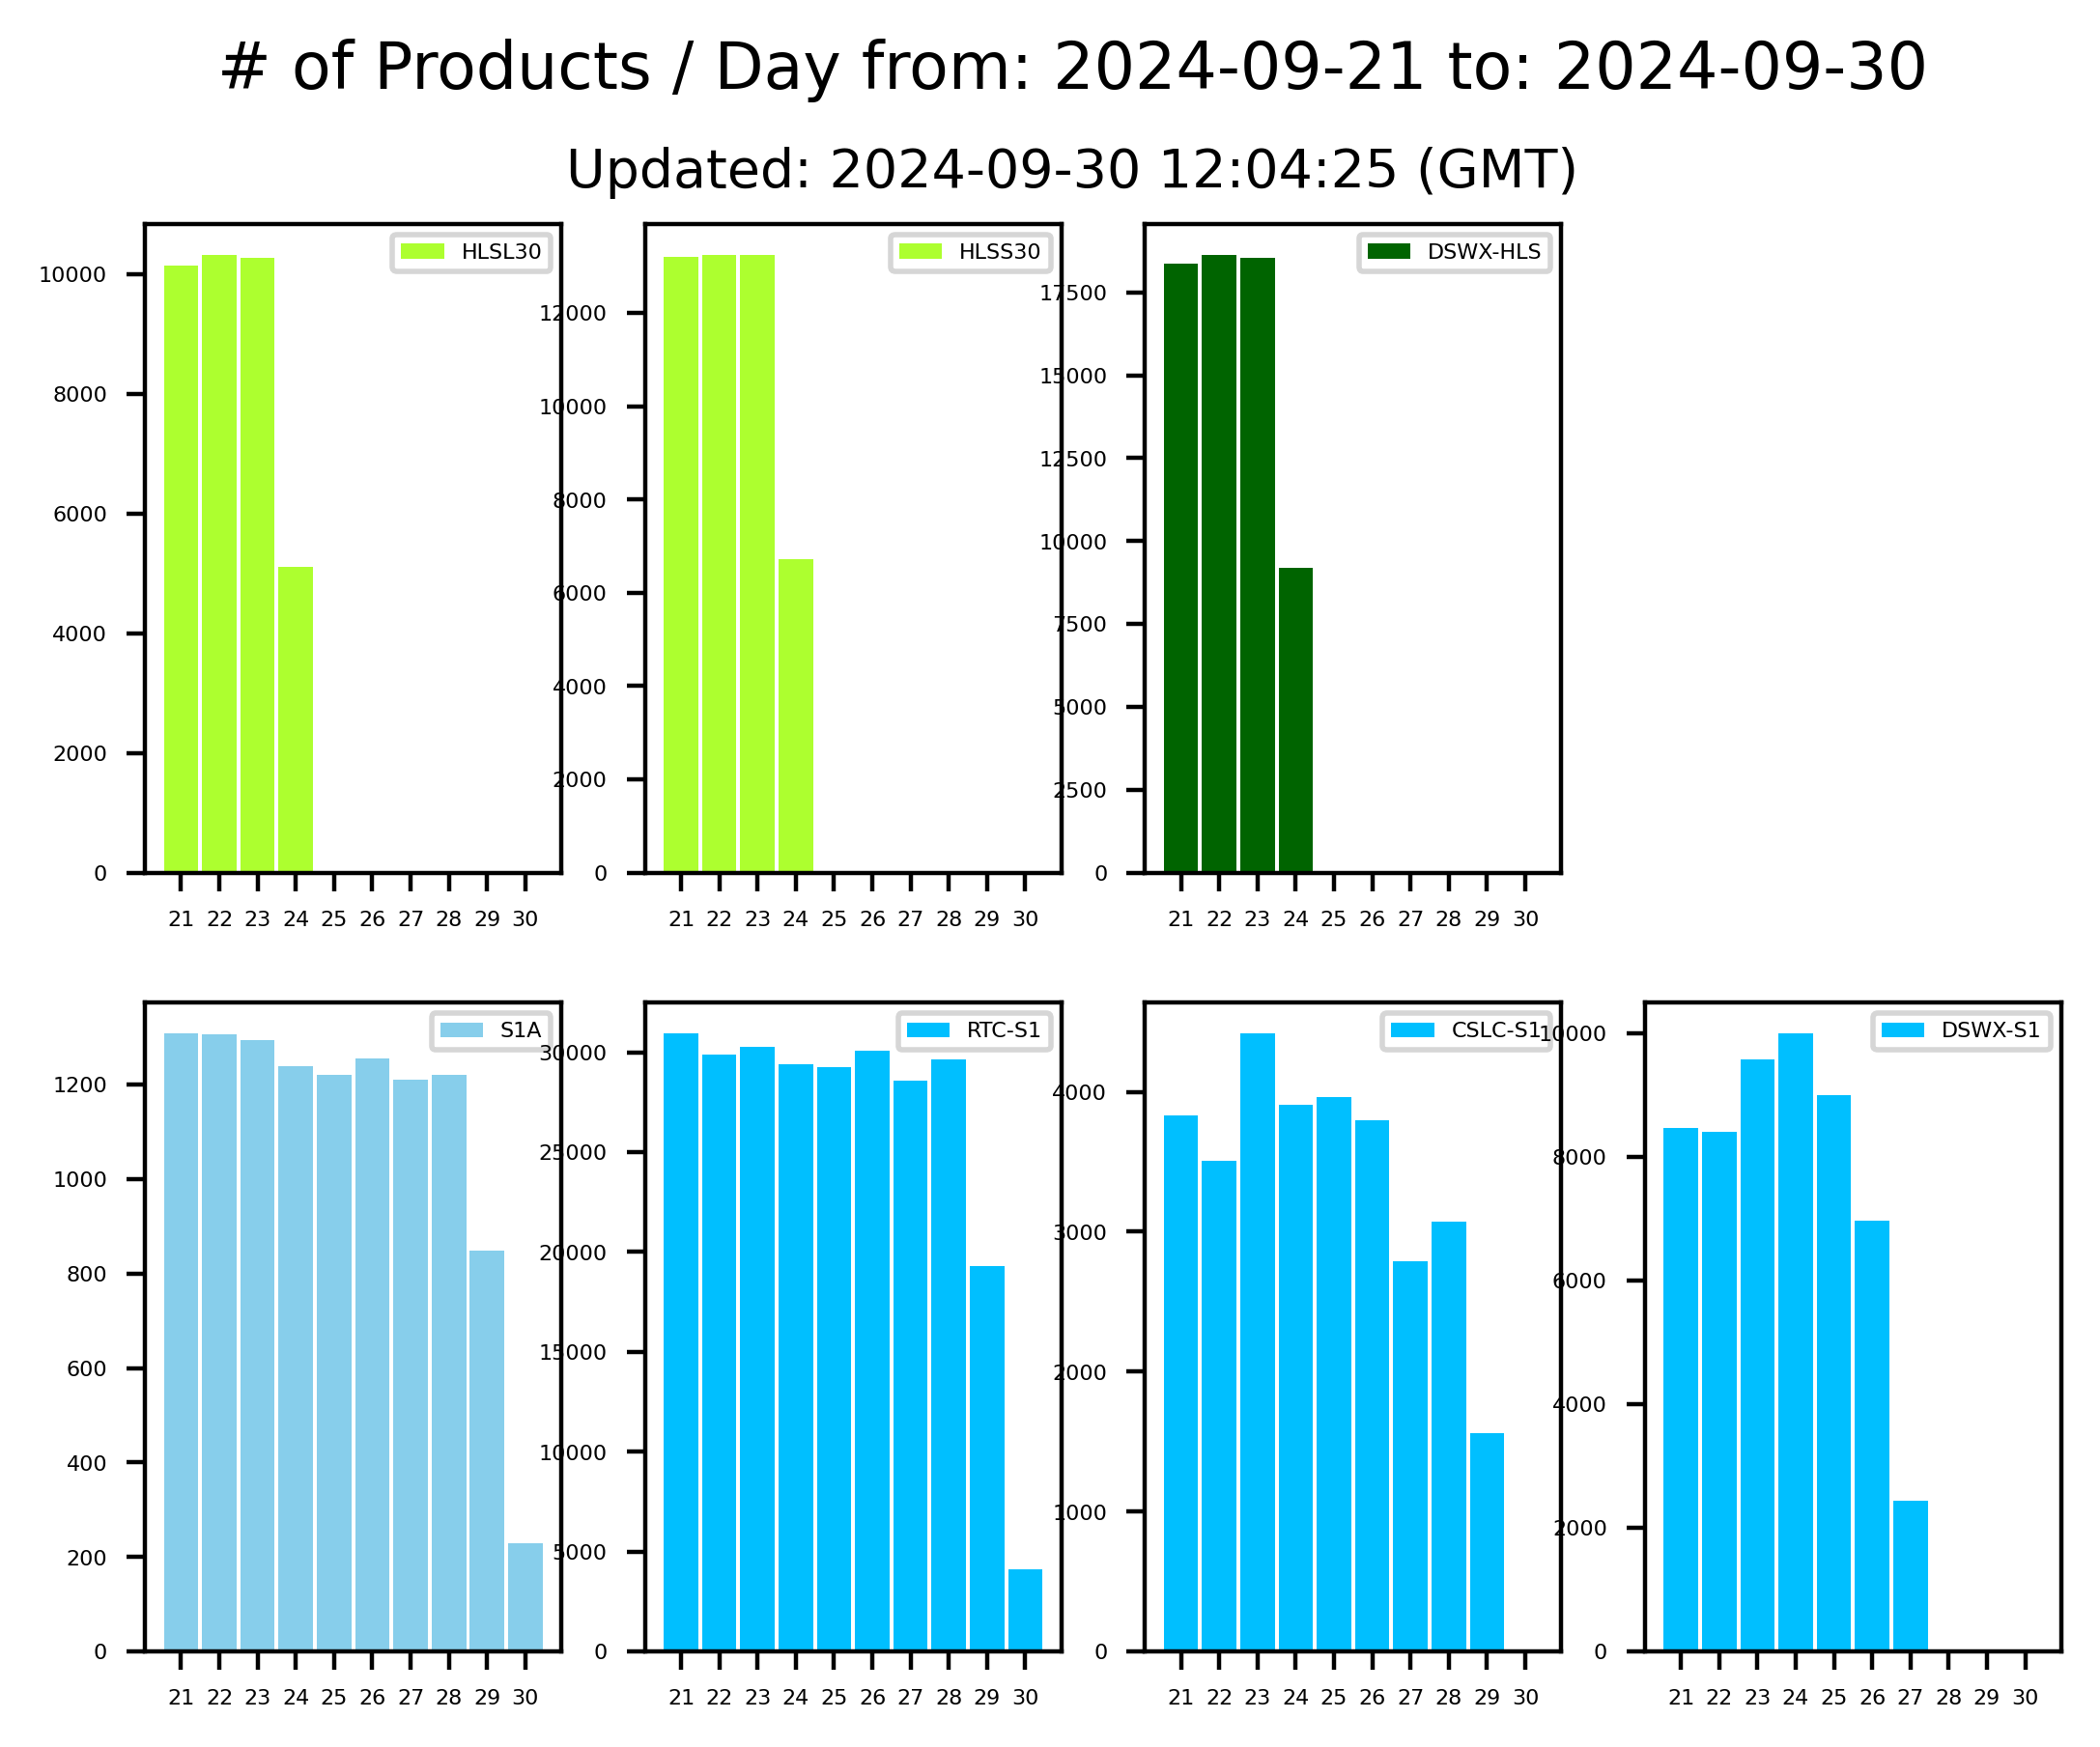 # of Products / Day from: 2024-09-21 to: 2024-09-30
Updated: 2024-09-30 12:04:25 (GMT)
HLSL30
10000
8000
6000
4000
2000
0
21 22 23 24 25 26 27 28 29 30
HLSS30
12000
10000
8000
6000
4000
2000
0
21 22 23 24 25 26 27 28 29 30
DSWX-HLS
17500
15000
12500
10000
7500
5000
2500
0
21 22 23 24 25 26 27 28 29 30
S1A
1200
1000
800
600
400
200
0
21 22 23 24 25 26 27 28 29 30
RTC-S1
30000
25000
20000
15000
10000
5000
0
21 22 23 24 25 26 27 28 29 30
CSLC-S1
4000
3000
2000
1000
0
21 22 23 24 25 26 27 28 29 30
DSWX-S1
10000
8000
6000
4000
2000
0
21 22 23 24 25 26 27 28 29 30